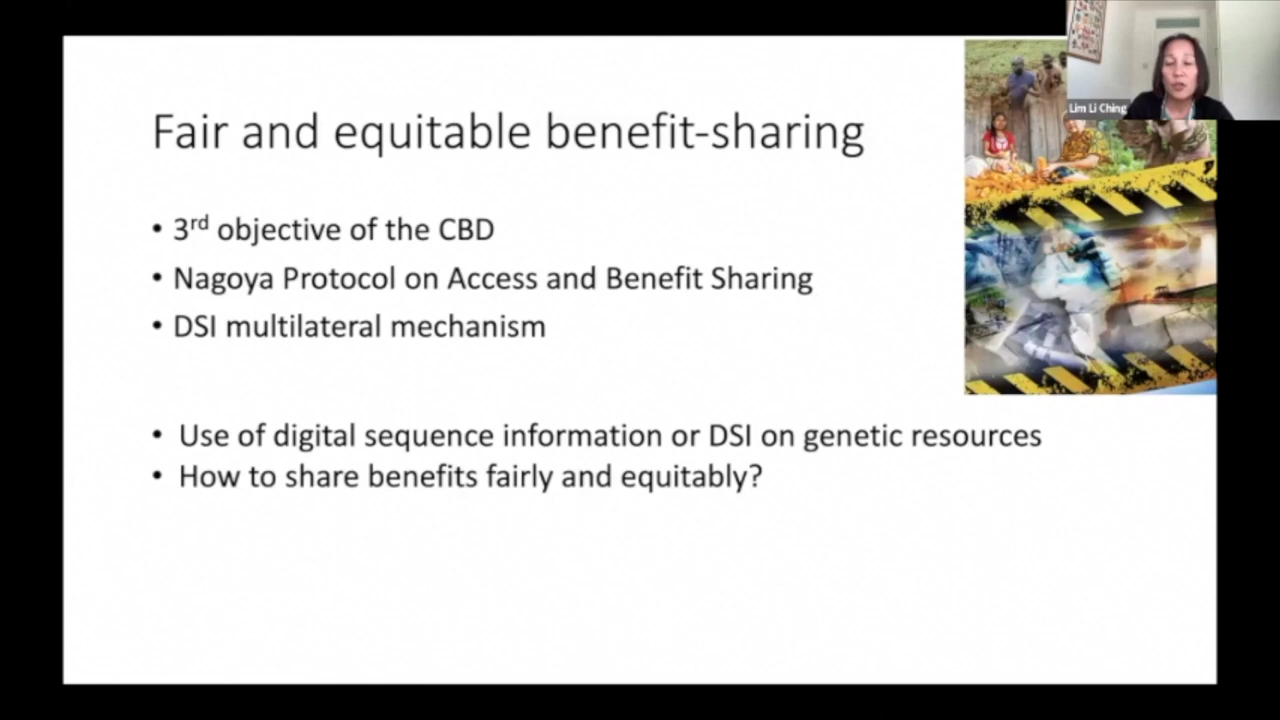 Lim Li Ching
Fair and equitable benefit-sharing
• 3rd objective of the CBD
• Nagoya Protocol on Access and Benefit Sharing
• DSI multilateral mechanism
• Use of digital sequence information or DSI on genetic resources
• How to share benefits fairly and equitably?